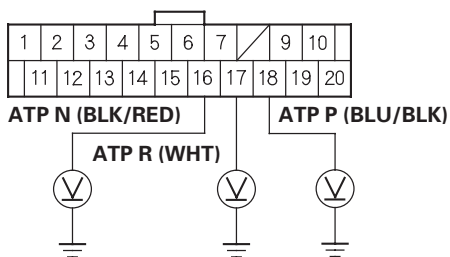 1 2 3 4 5 6 7 9 10
11 12 13 14 15 16 17 18 19 20
ATP N (BLK/RED) ATP P (BLU/BLK)
ATP R (WHT)
V V V